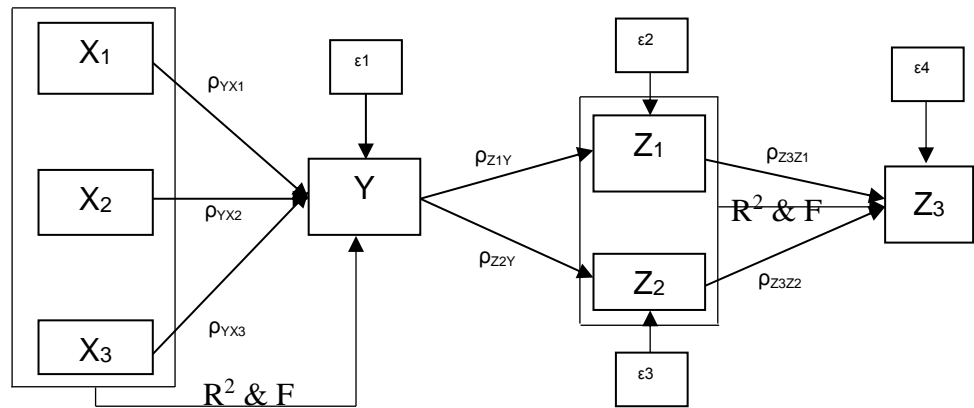 X1
ρYX1
ε1
ε2
ε4
Z1
ρZ1Y
ρZ3Z1
X2
ρYX2
Y
R² & F
Z3
ρZ2Y
Z2
ρZ3Z2
X3
ρYX3
ε3
R² & F